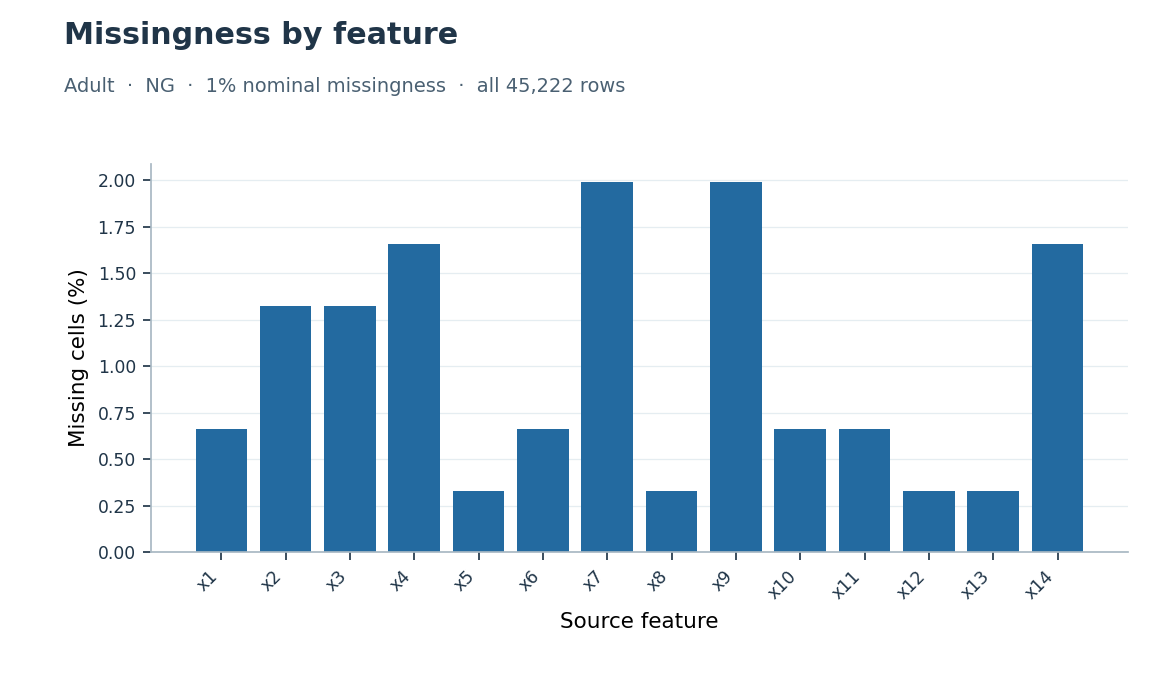 Missingness by feature
Adult · NG · 1% nominal missingness · all 45,222 rows
2.00
1.75
1.50
1.25
1.00
0.75
0.50
0.25
0.00
Missing cells (%)
x1 x2 x3 x4 x5 x6 x7 x8 x9 x10 x11 x12 x13 x14
Source feature